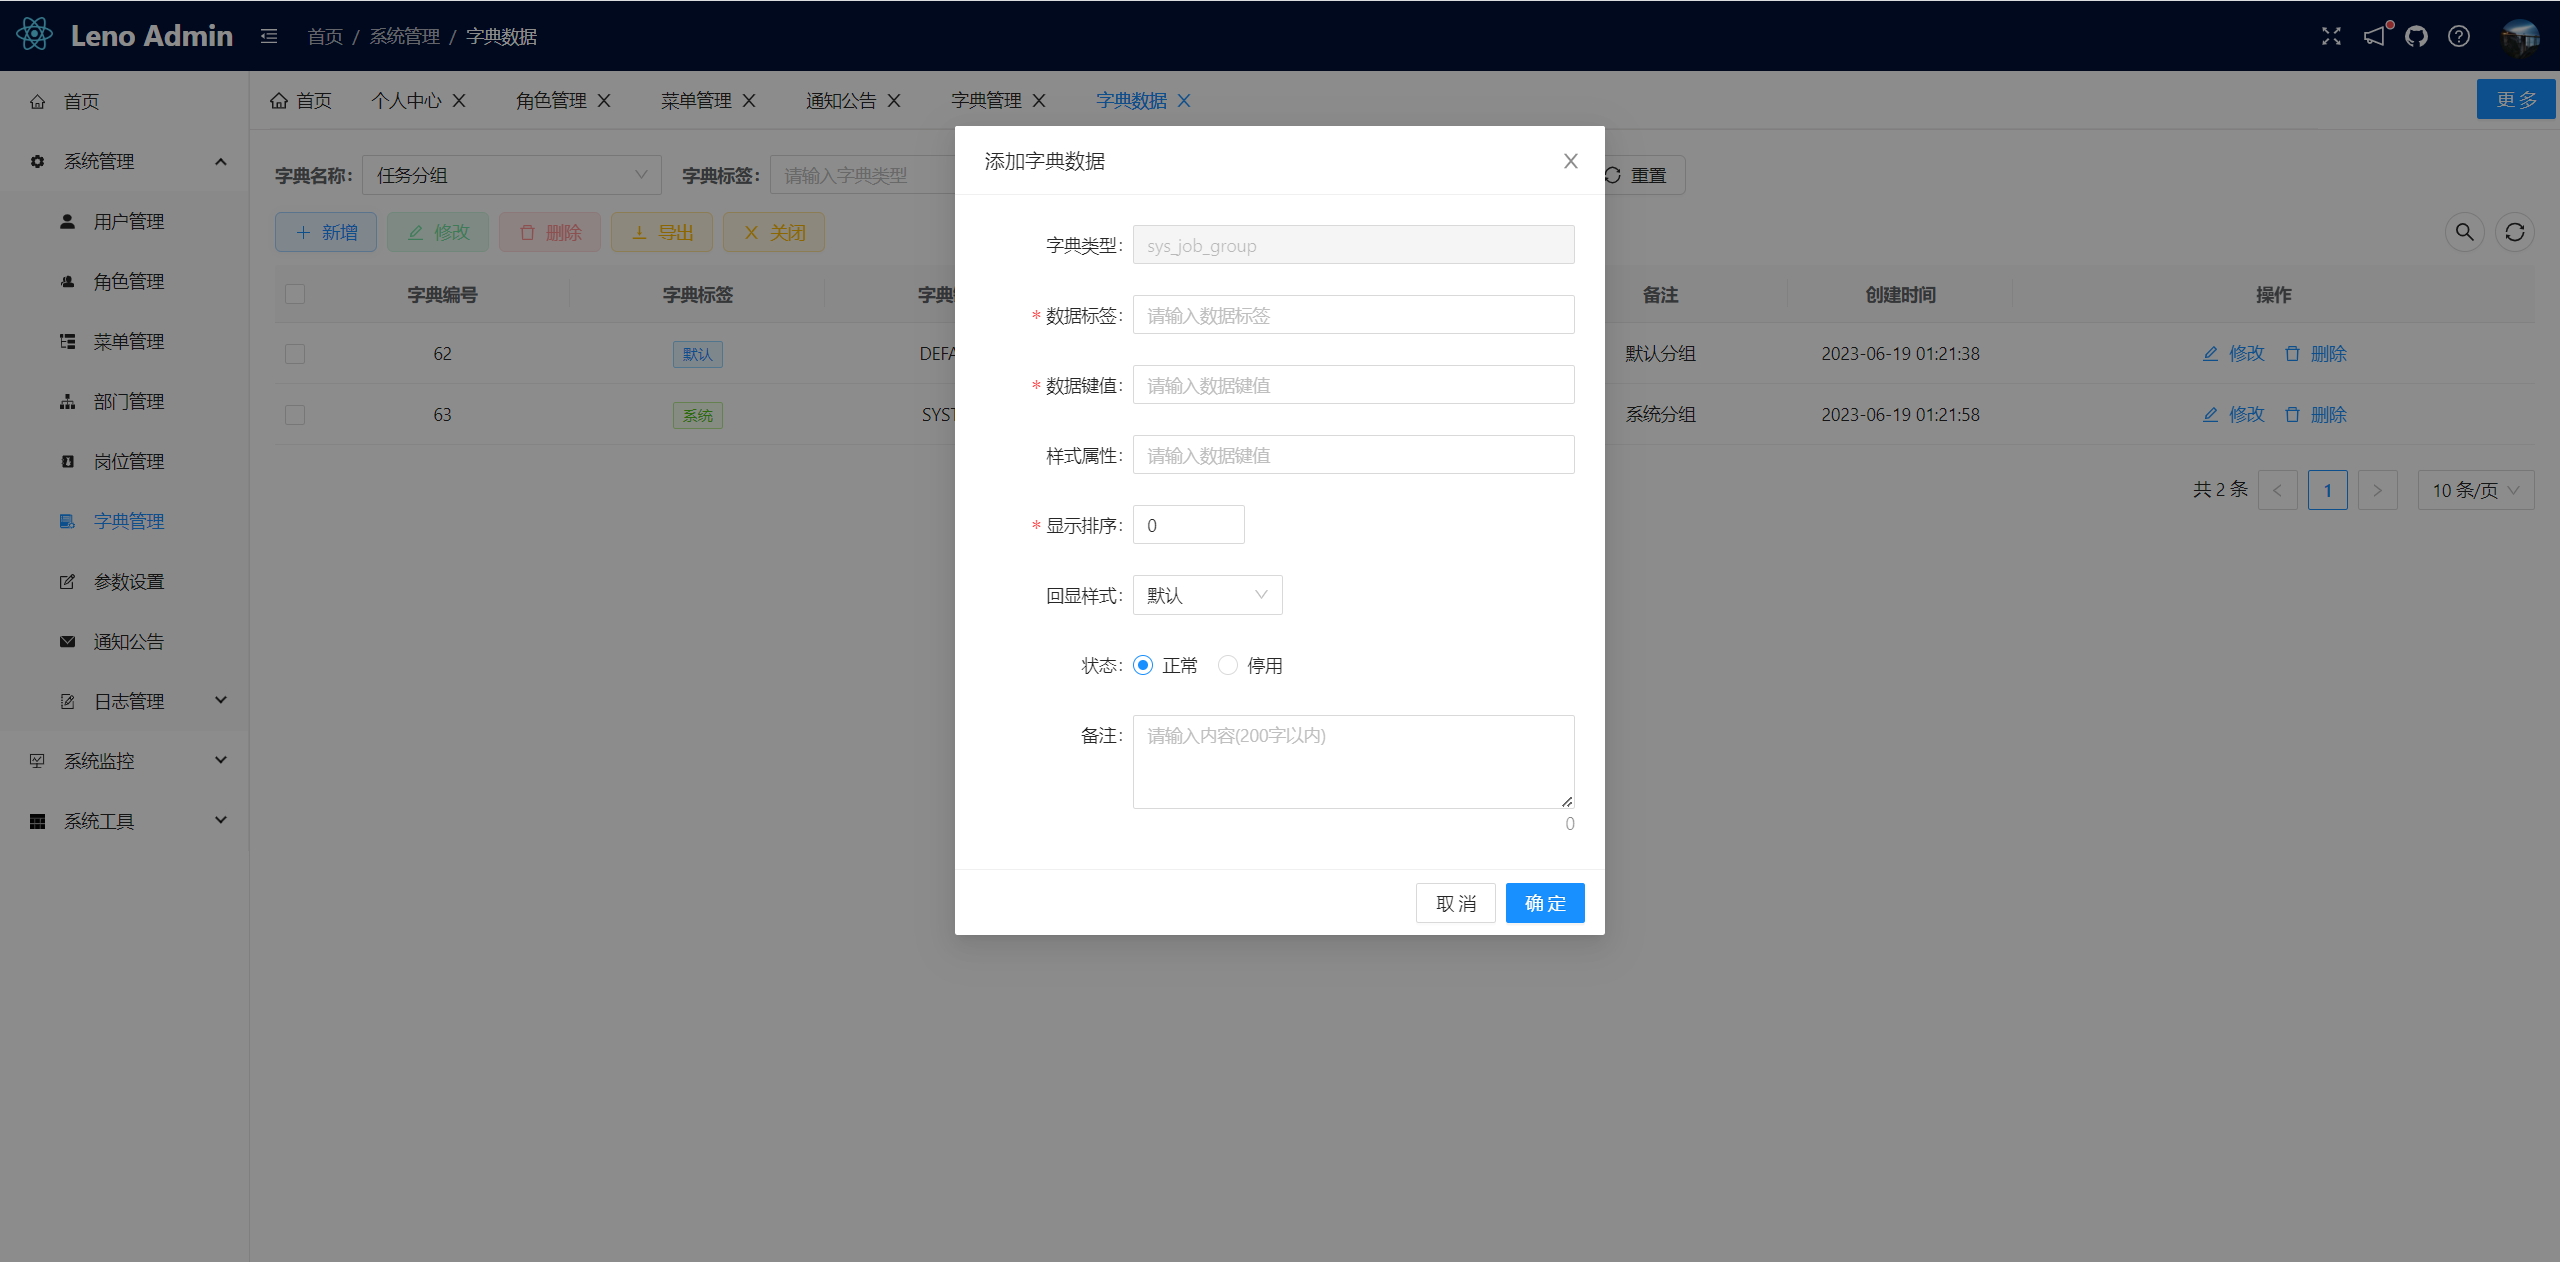 Leno Admin
首页 / 系统管理 / 字典数据
首页
系统管理
用户管理
角色管理
菜单管理
部门管理
岗位管理
字典管理
参数设置
通知公告
日志管理
系统监控
系统工具
首页 个人中心 角色管理 菜单管理 通知公告 字典管理 字典数据 更多
字典名称: 任务分组 字典标签: 请输入字典类型 重置
新增 修改 删除 导出 关闭
字典编号 字典标签 字典 备注 创建时间 操作
62 默认 DEFA 默认分组 2023-06-19 01:21:38 修改 删除
63 系统 SYST 系统分组 2023-06-19 01:21:58 修改 删除
共 2 条 < 1 > 10 条/页
添加字典数据
字典类型: sys_job_group
* 数据标签: 请输入数据标签
* 数据键值: 请输入数据键值
样式属性: 请输入数据键值
* 显示排序: 0
回显样式: 默认
状态: 正常 停用
备注: 请输入内容(200字以内)
0
取消 确定